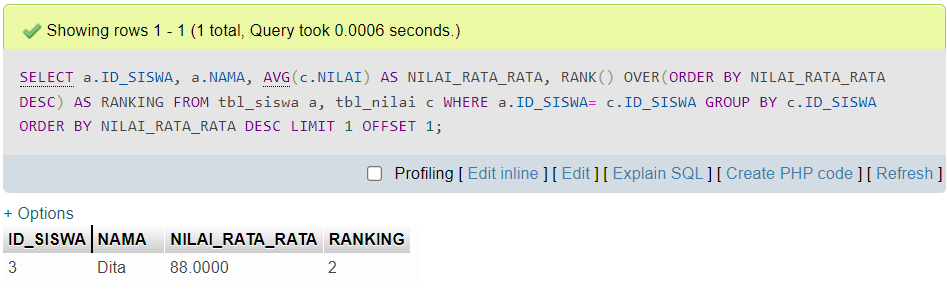 Showing rows 1 - 1 (1 total, Query took 0.0006 seconds.)
SELECT a.ID_SISWA, a.NAMA, AVG(c.NILAI) AS NILAI_RATA_RATA, RANK() OVER(ORDER BY NILAI_RATA_RATA
DESC) AS RANKING FROM tbl_siswa a, tbl_nilai c WHERE a.ID_SISWA= c.ID_SISWA GROUP BY c.ID_SISWA
ORDER BY NILAI_RATA_RATA DESC LIMIT 1 OFFSET 1;
Profiling [ Edit inline ] [ Edit ] [ Explain SQL ] [ Create PHP code ] [ Refresh ]
+ Options
ID_SISWA NAMA NILAI_RATA_RATA RANKING
3 Dita 88.0000 2